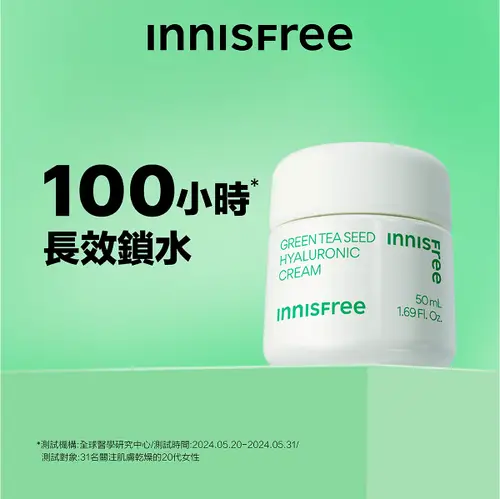 innisfree
100小時*
長效鎖水
GREEN TEA SEED
HYALURONIC
CREAM
innisfree
innisfree
50 mL
1.69 Fl. Oz.
*測試機構:全球醫學研究中心/測試時間:2024.05.20-2024.05.31/
測試對象:31名關注肌膚乾燥的20代女性